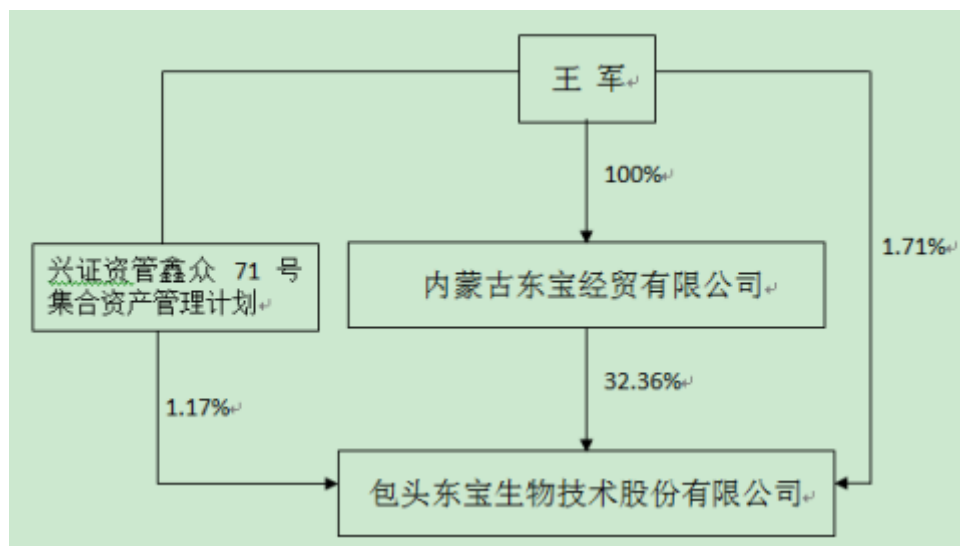 王 军
100%
1.71%
兴证资管鑫众 71 号
集合资产管理计划
内蒙古东宝经贸有限公司
32.36%
1.17%
包头东宝生物技术股份有限公司